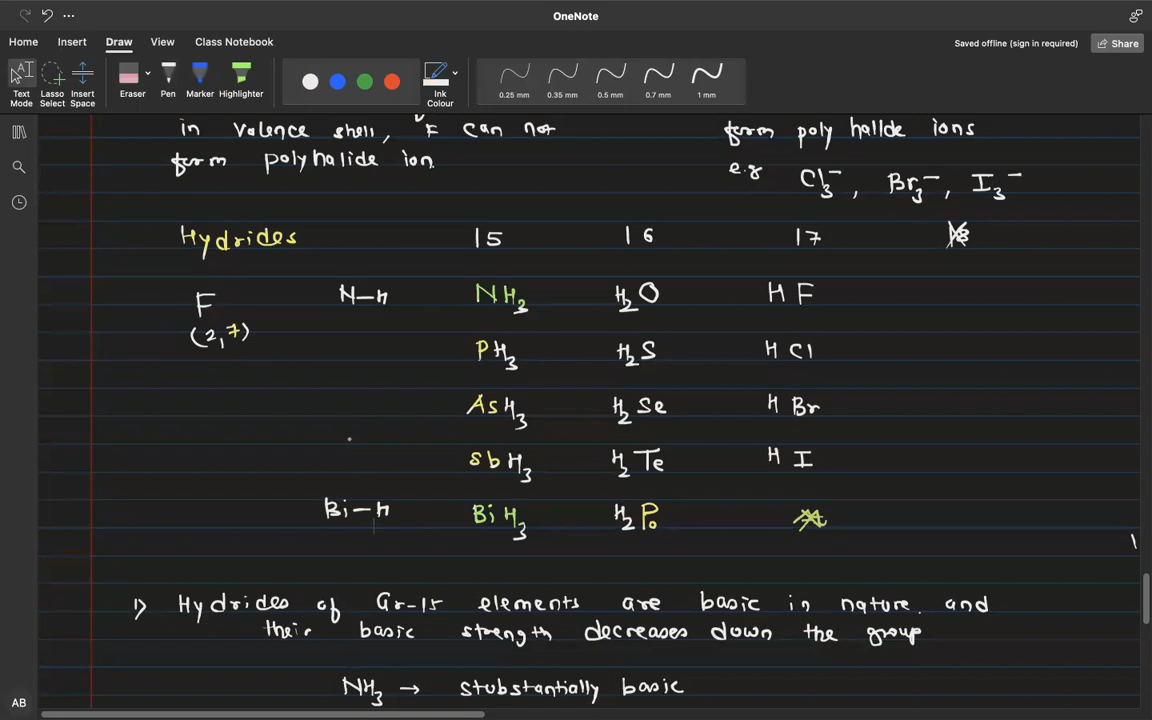 OneNote
Home Insert Draw View Class Notebook
Saved offline (sign in required) Share
Text Mode Lasso Select Insert Space Eraser Pen Marker Highlighter Ink Colour 0.25 mm 0.35 mm 0.5 mm 0.7 mm 1 mm
in valence shell, F can not form poly halide ions
form polyhalide ion e.g Cl₃⁻, Br₃⁻, I₃⁻
Hydrides 15 16 17
F N-H NH₃ H₂O HF
(2,7)
PH₃ H₂S HCl
AsH₃ H₂Se HBr
SbH₃ H₂Te HI
Bi-H BiH₃ H₂Po
1) Hydrides of Gr-15 elements are basic in nature and
their basic strength decreases down the group
NH₃ → stubstantially basic
AB